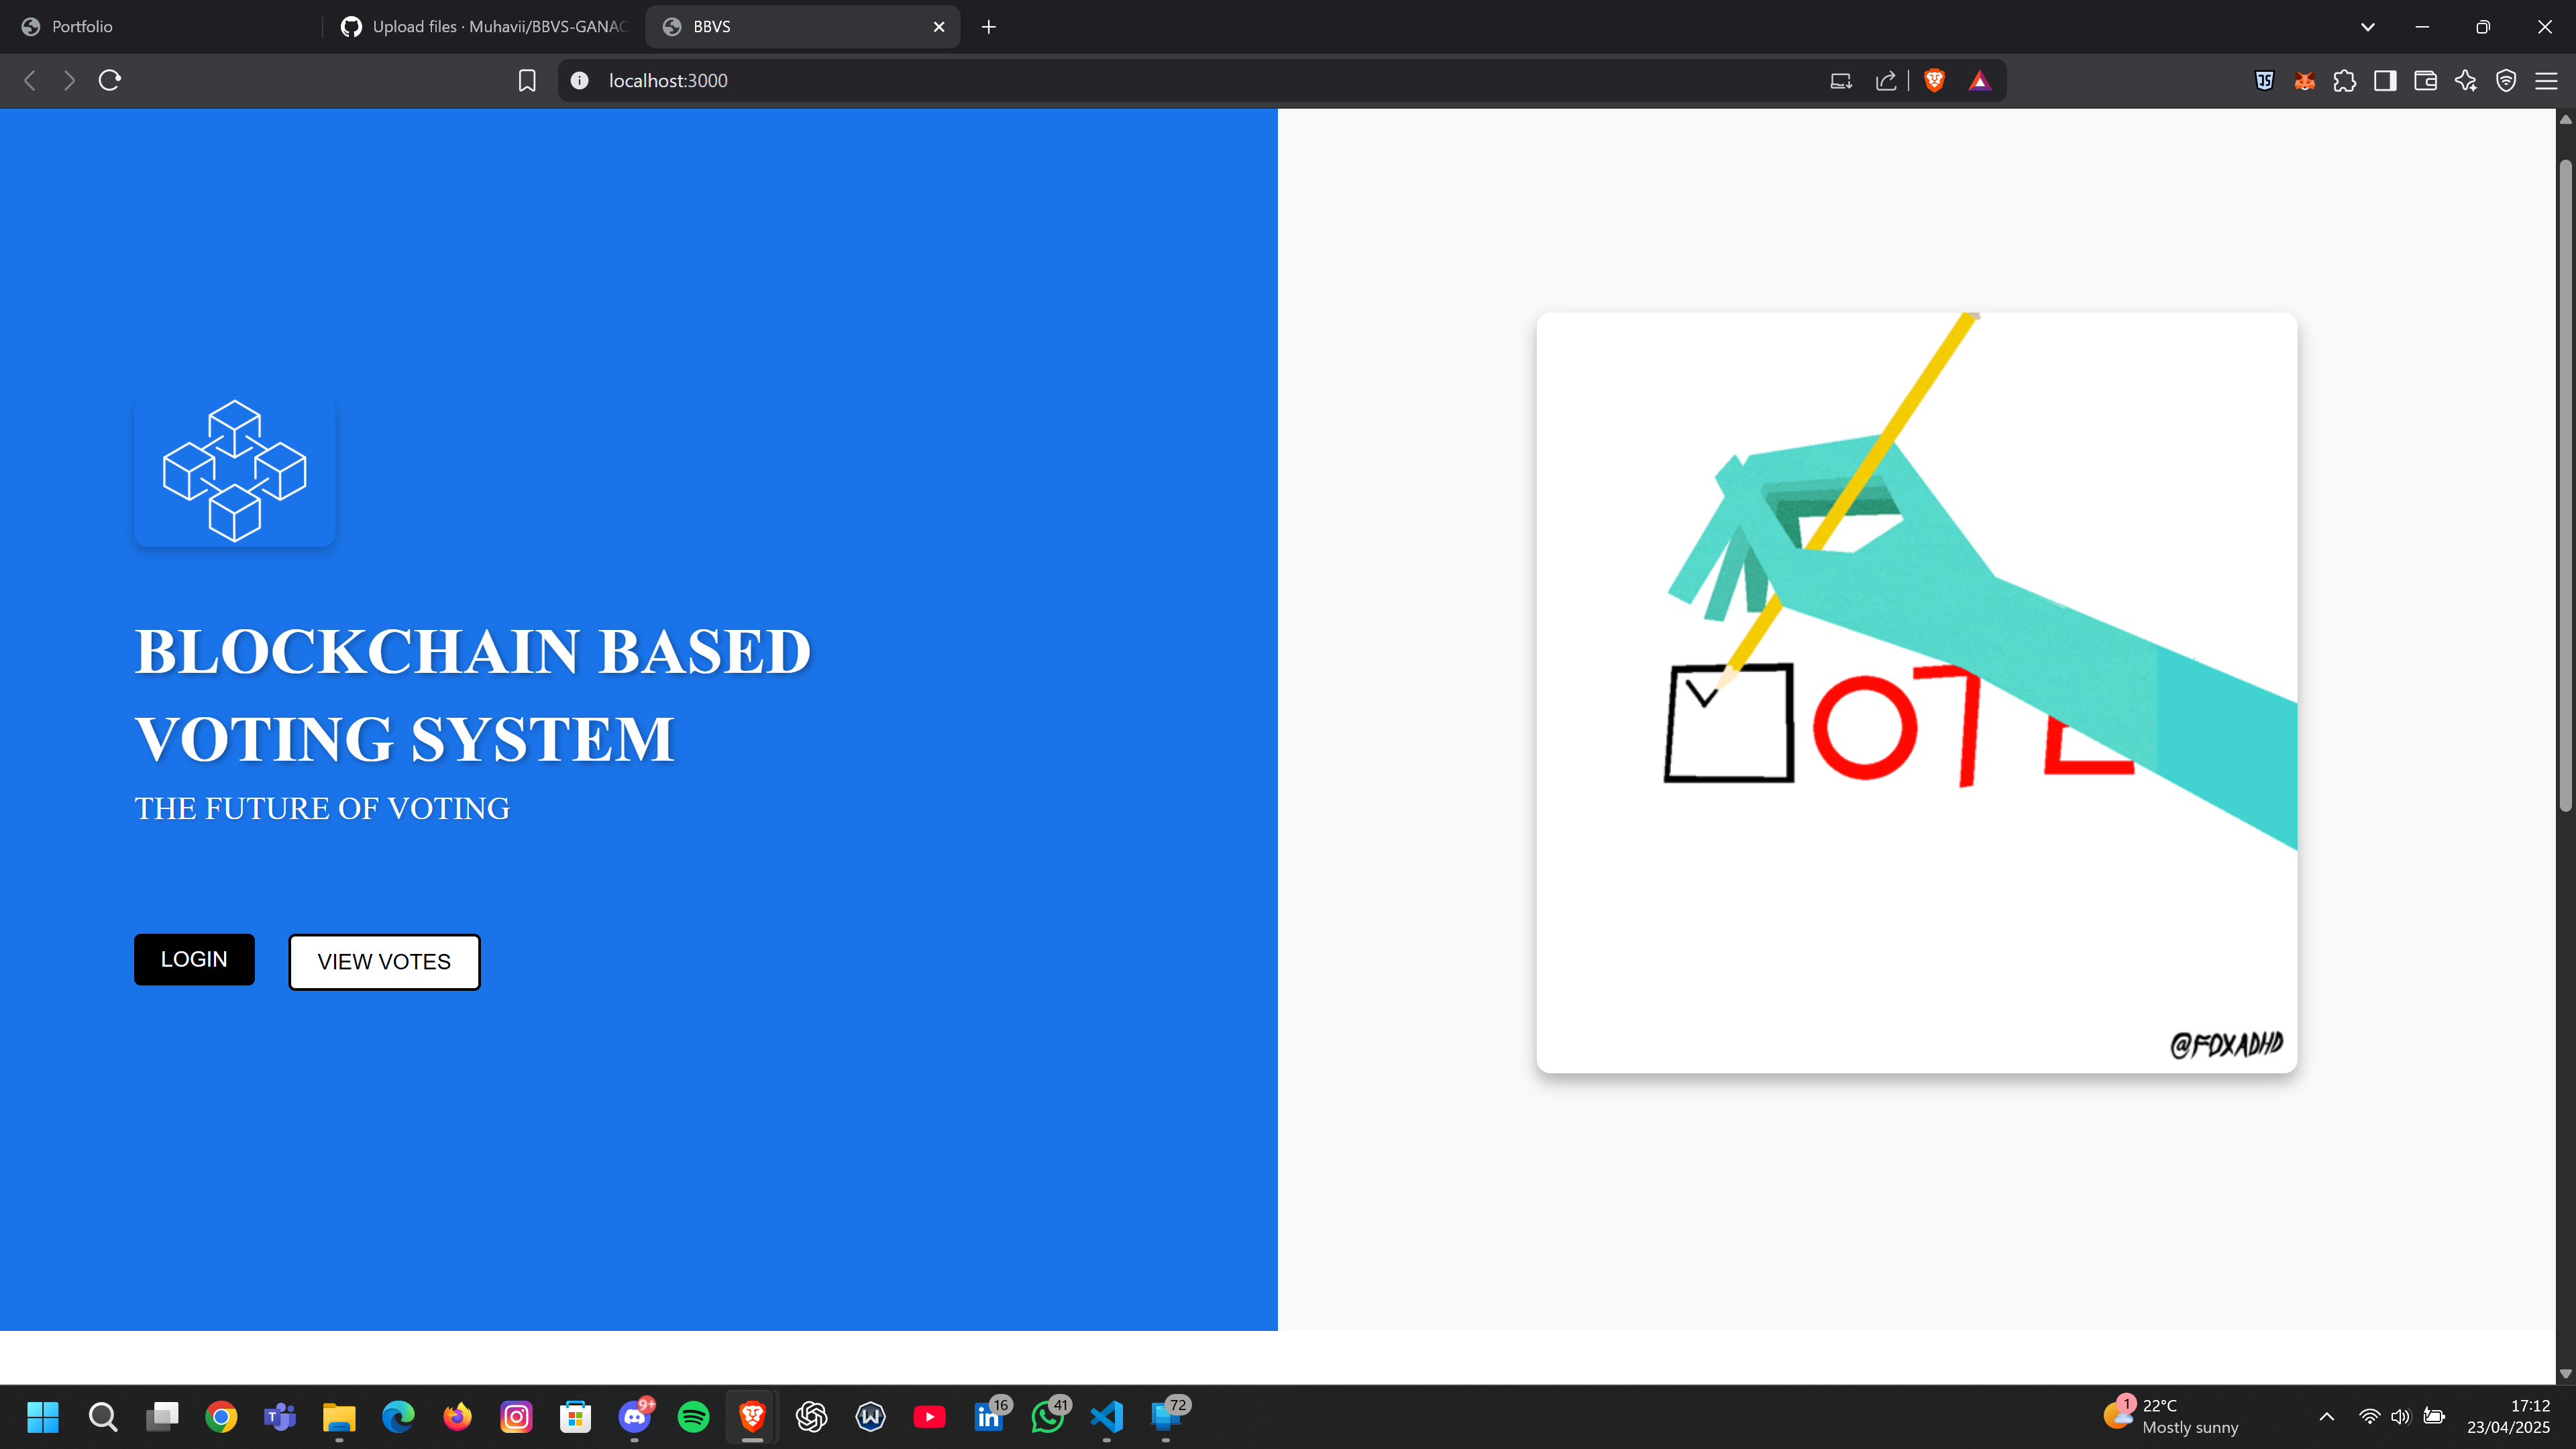 Portfolio
Upload files · Muhavii/BBVS-GANAC
BBVS
localhost:3000
BLOCKCHAIN BASED
VOTING SYSTEM
THE FUTURE OF VOTING
LOGIN
VIEW VOTES
OTE
@FOXADHD
9+
16
41
72
1
22°C
Mostly sunny
17:12
23/04/2025